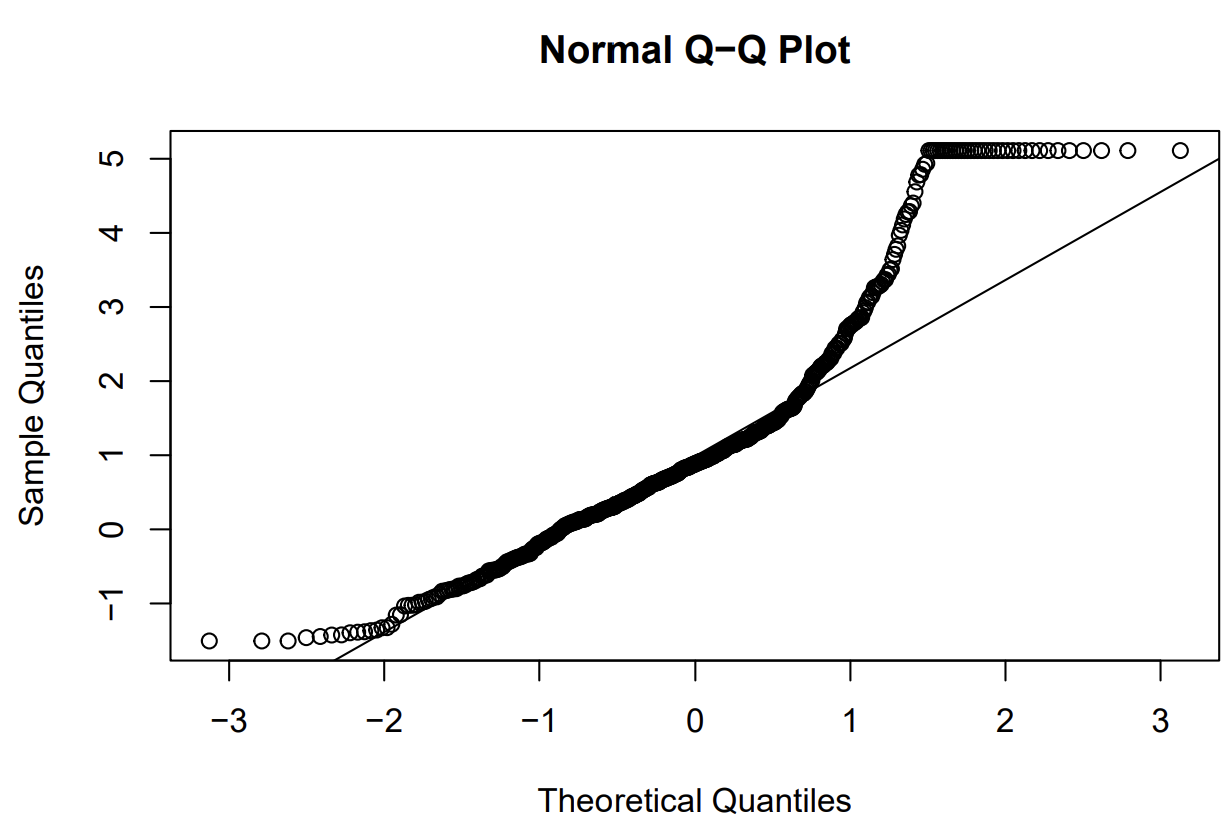 Normal Q−Q Plot
5
4
3
2
1
0
−1
Sample Quantiles
−3 −2 −1 0 1 2 3
Theoretical Quantiles